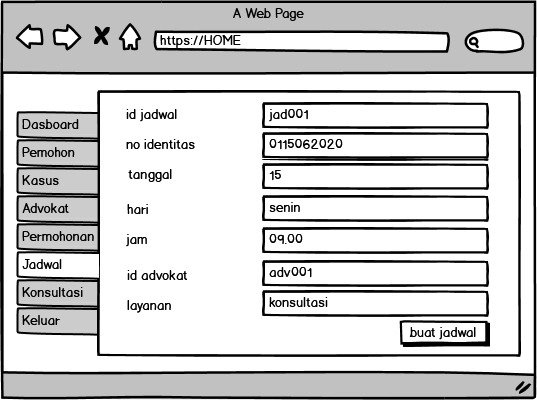 A Web Page
https://HOME
Dasboard
Pemohon
Kasus
Advokat
Permohonan
Jadwal
Konsultasi
Keluar
id jadwal jad001
no identitas 0115062020
tanggal 15
hari senin
jam 09.00
id advokat adv001
layanan konsultasi
buat jadwal